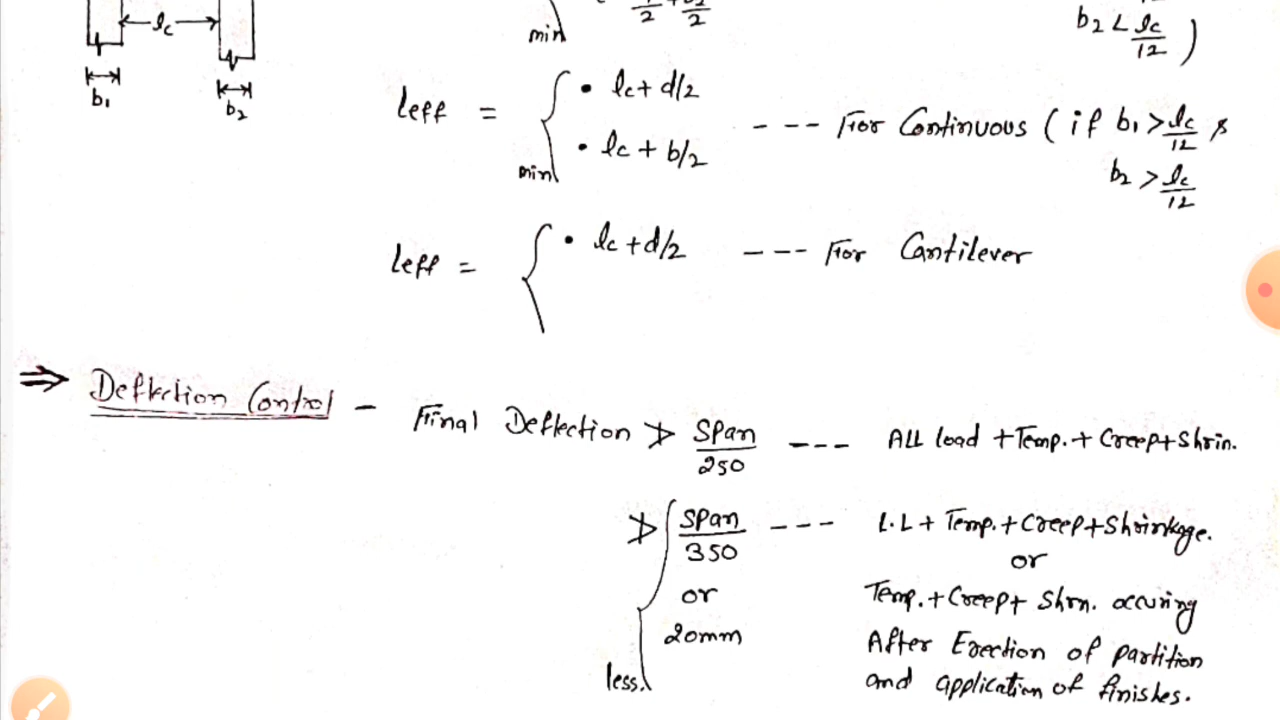 lc
b1
b2
min
/2 + b2/2
b2 < lc/12 )
leff = min { • lc + d/2
• lc + b/2
--- For Continuous ( if b1 > lc/12 &
b2 > lc/12
leff = { • lc + d/2 --- For Cantilever
⇒ Deflection Control - Final Deflection ≯ Span/250 --- ALL load + Temp. + Creep + Shrin.
≯ { Span/350 --- L.L + Temp. + Creep + Shrinkage.
or
or
Temp. + Creep + Shrn. occuring
20mm
After Erection of partition
less.
and application of finishes.